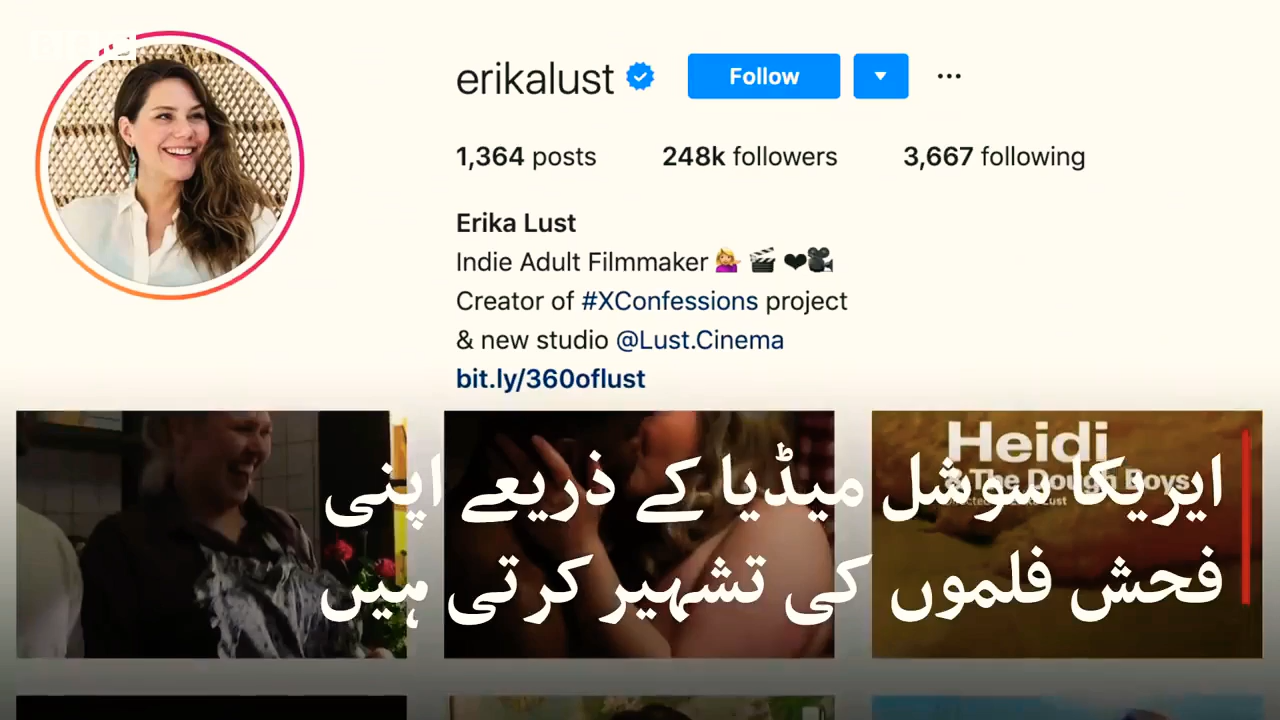 erikalust
Follow
1,364 posts 248k followers 3,667 following
Erika Lust
Indie Adult Filmmaker 💁‍♀️ 🎬 ❤🎥
Creator of #XConfessions project
& new studio @Lust.Cinema
bit.ly/360oflust
Heidi
& The Dough Boys
ایریکا سوشل میڈیا کے ذریعے اپنی
فحش فلموں کی تشہیر کرتی ہیں